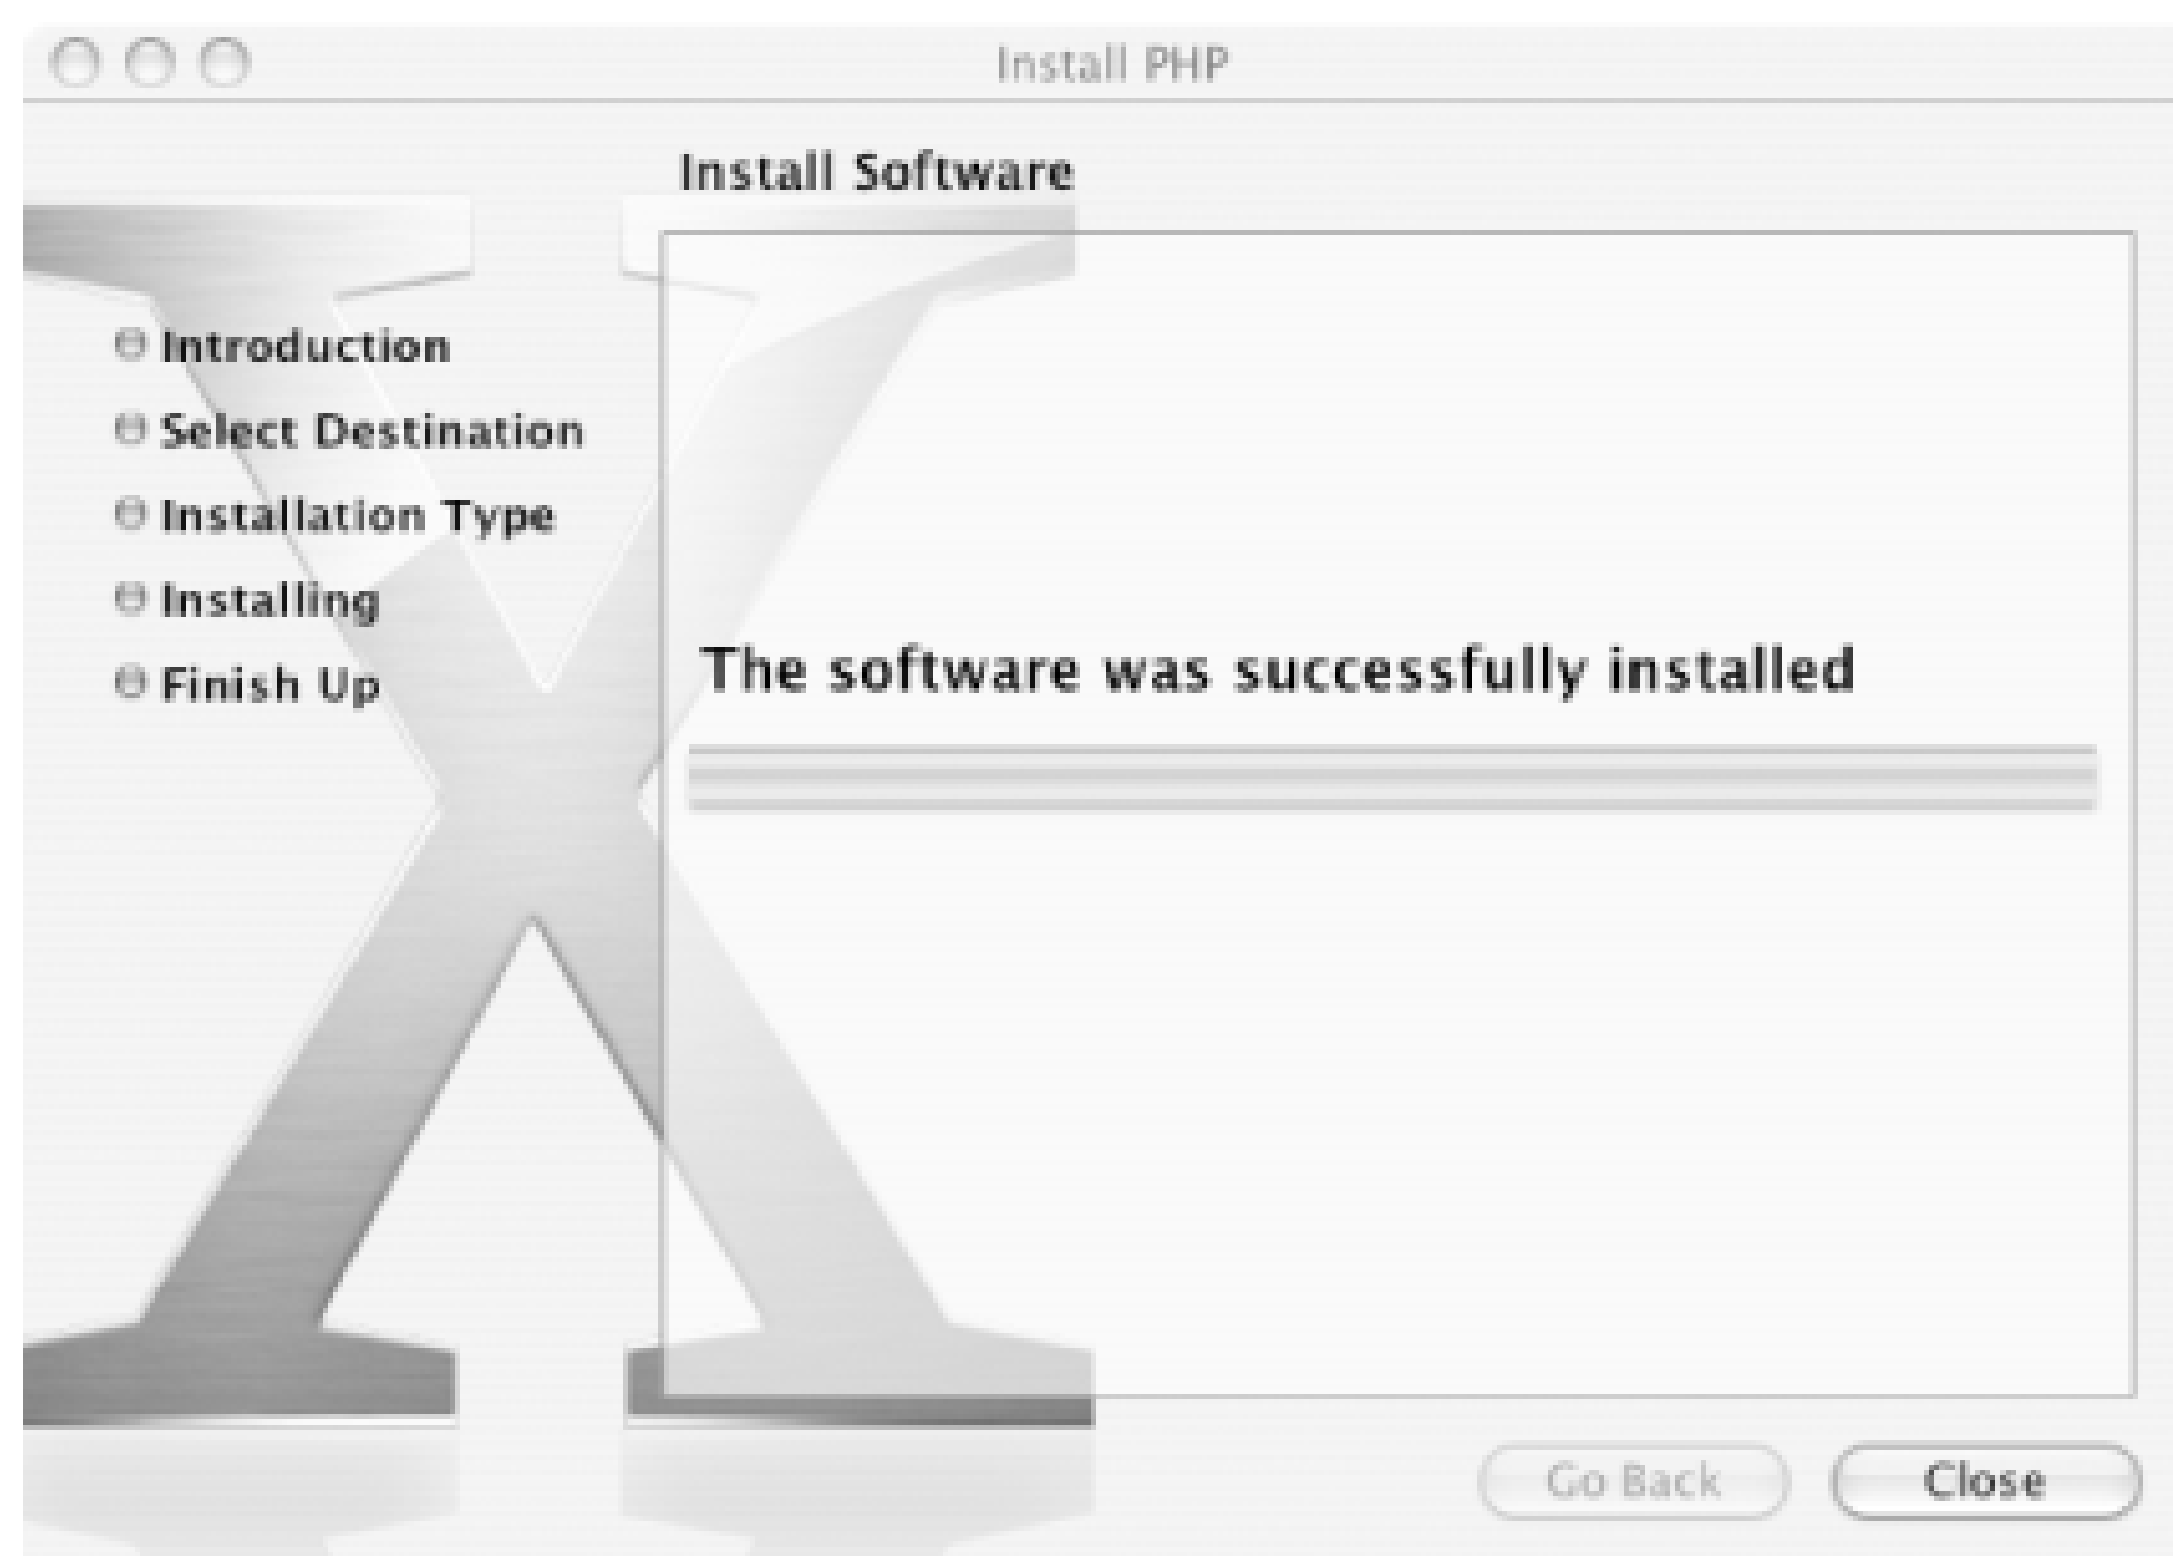 Install PHP
Install Software
Introduction
Select Destination
Installation Type
Installing
Finish Up
The software was successfully installed
Go Back
Close